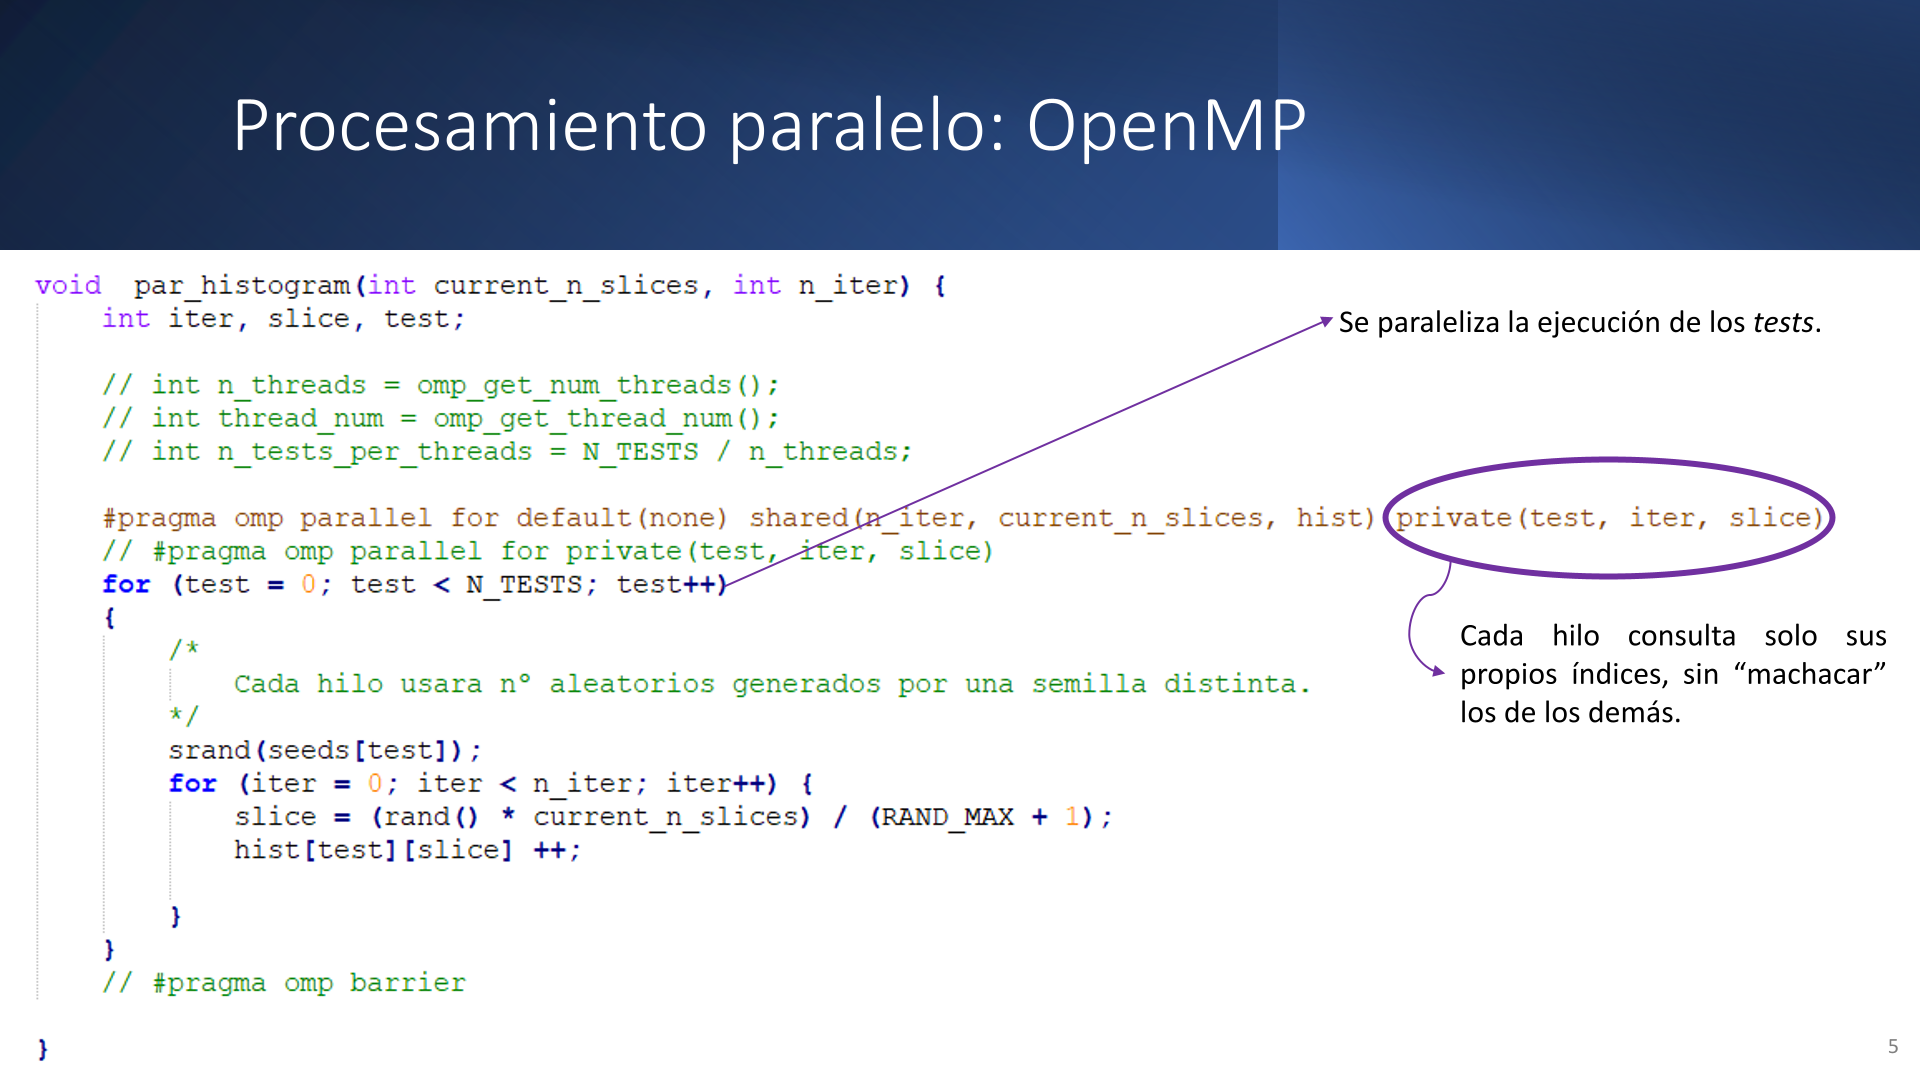 Procesamiento paralelo: OpenMP
void  par_histogram(int current_n_slices, int n_iter) {
    int iter, slice, test;
Se paraleliza la ejecución de los tests.
    // int n_threads = omp_get_num_threads();
    // int thread_num = omp_get_thread_num();
    // int n_tests_per_threads = N_TESTS / n_threads;
    #pragma omp parallel for default(none) shared(n_iter, current_n_slices, hist) private(test, iter, slice)
    // #pragma omp parallel for private(test, iter, slice)
    for (test = 0; test < N_TESTS; test++)
    {
        /*
            Cada hilo usara nº aleatorios generados por una semilla distinta.
        */
        srand(seeds[test]);
        for (iter = 0; iter < n_iter; iter++) {
            slice = (rand() * current_n_slices) / (RAND_MAX + 1);
            hist[test][slice] ++;
        }
    }
    // #pragma omp barrier
}
Cada hilo consulta solo sus
propios índices, sin “machacar”
los de los demás.
5